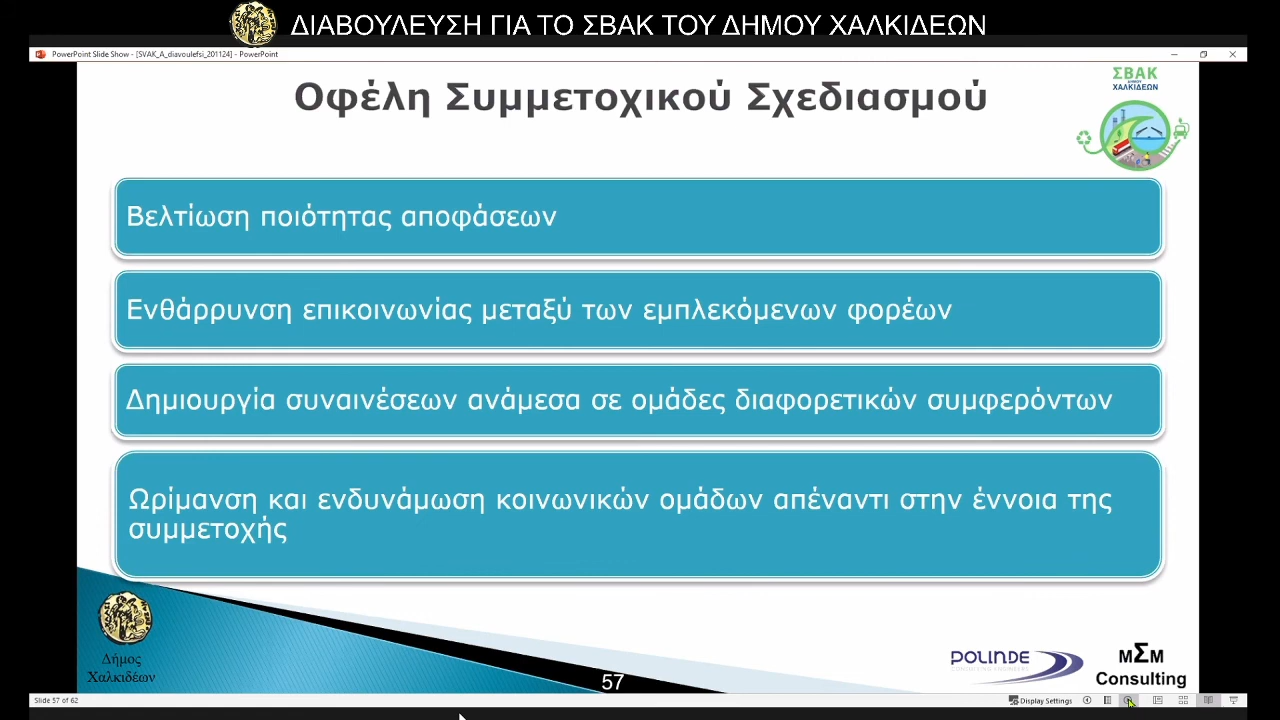 ΔΙΑΒΟΥΛΕΥΣΗ ΓΙΑ ΤΟ ΣΒΑΚ ΤΟΥ ΔΗΜΟΥ ΧΑΛΚΙΔΕΩΝ
PowerPoint Slide Show - [SVAK_A_diavoulefsi_201124] - PowerPoint
Οφέλη Συμμετοχικού Σχεδιασμού
ΣΒΑΚ
ΔΗΜΟΥ
ΧΑΛΚΙΔΕΩΝ
Βελτίωση ποιότητας αποφάσεων
Ενθάρρυνση επικοινωνίας μεταξύ των εμπλεκόμενων φορέων
Δημιουργία συναινέσεων ανάμεσα σε ομάδες διαφορετικών συμφερόντων
Ωρίμανση και ενδυνάμωση κοινωνικών ομάδων απέναντι στην έννοια της
συμμετοχής
Δήμος
Χαλκιδέων
57
POLINDE
ΜΣΜ
Consulting
Slide 57 of 62
Display Settings